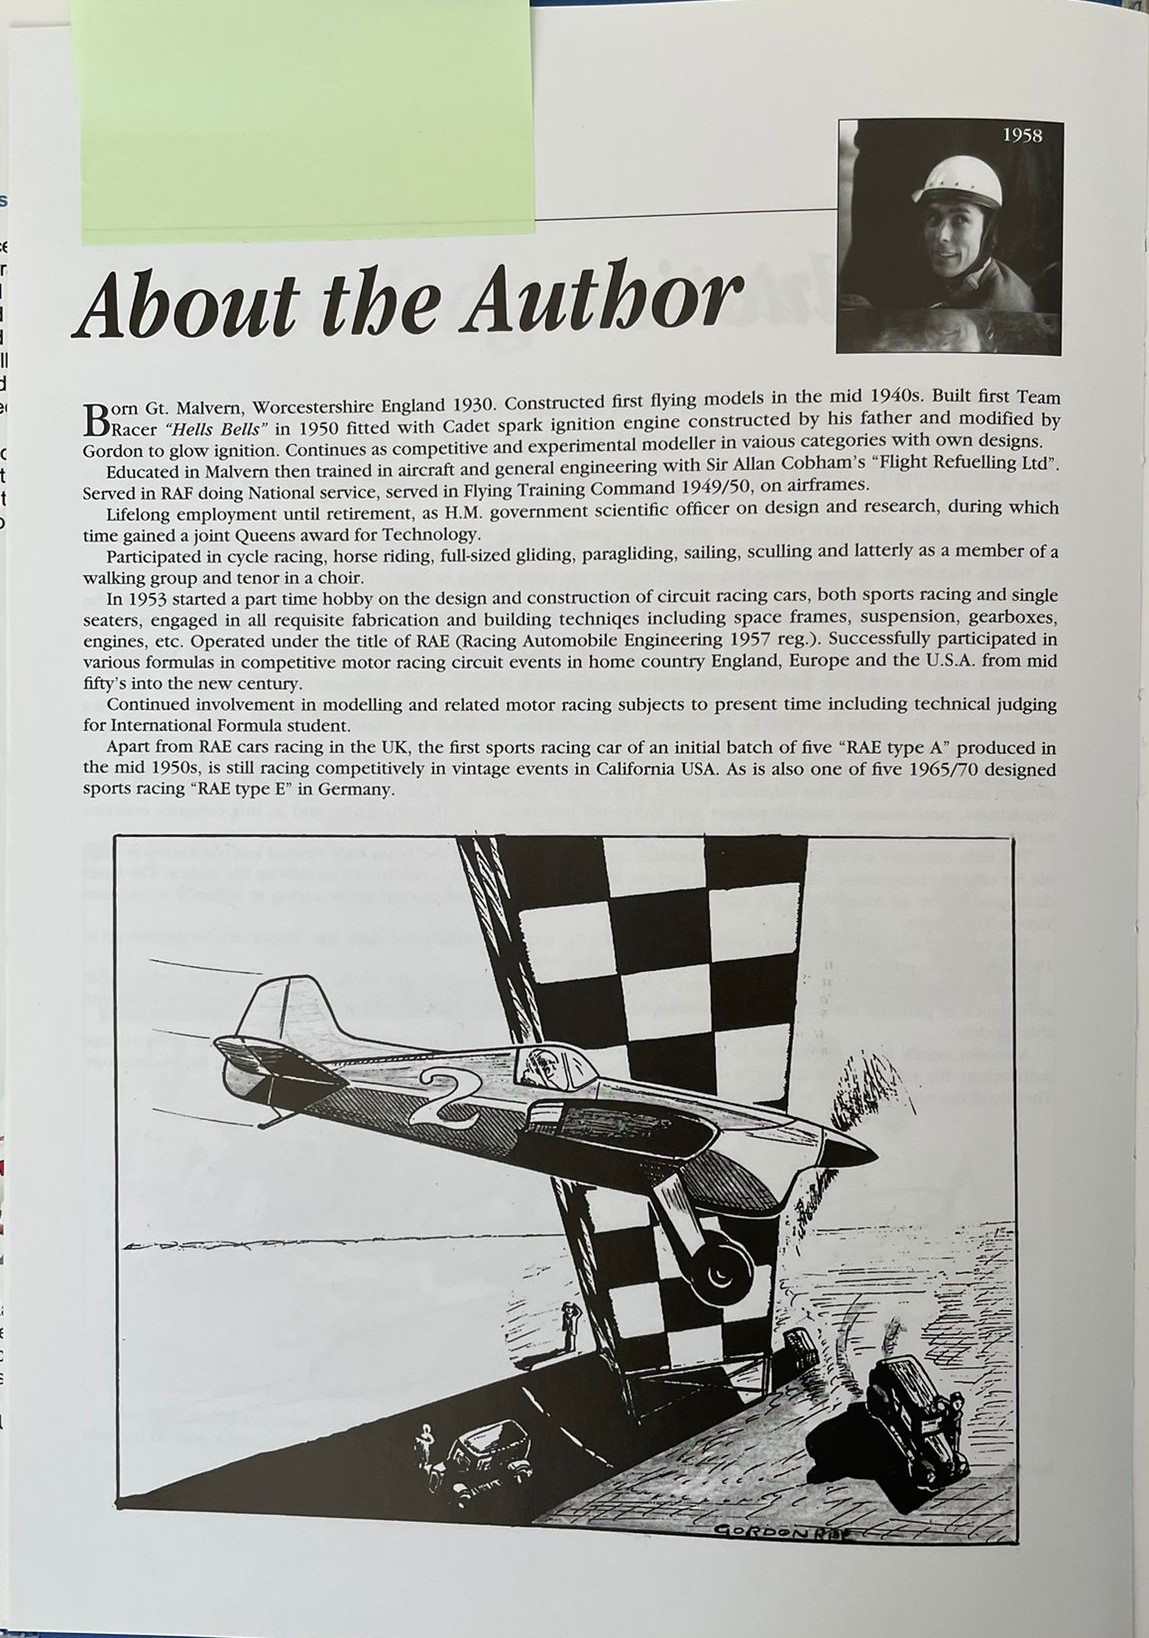 1958
About the Author
Born Gt. Malvern, Worcestershire England 1930. Constructed first flying models in the mid 1940s. Built first Team
Racer “Hells Bells” in 1950 fitted with Cadet spark ignition engine constructed by his father and modified by
Gordon to glow ignition. Continues as competitive and experimental modeller in vaious categories with own designs.
Educated in Malvern then trained in aircraft and general engineering with Sir Allan Cobham’s “Flight Refuelling Ltd”.
Served in RAF doing National service, served in Flying Training Command 1949/50, on airframes.
Lifelong employment until retirement, as H.M. government scientific officer on design and research, during which
time gained a joint Queens award for Technology.
Participated in cycle racing, horse riding, full-sized gliding, paragliding, sailing, sculling and latterly as a member of a
walking group and tenor in a choir.
In 1953 started a part time hobby on the design and construction of circuit racing cars, both sports racing and single
seaters, engaged in all requisite fabrication and building techniqes including space frames, suspension, gearboxes,
engines, etc. Operated under the title of RAE (Racing Automobile Engineering 1957 reg.). Successfully participated in
various formulas in competitive motor racing circuit events in home country England, Europe and the U.S.A. from mid
fifty’s into the new century.
Continued involvement in modelling and related motor racing subjects to present time including technical judging
for International Formula student.
Apart from RAE cars racing in the UK, the first sports racing car of an initial batch of five “RAE type A” produced in
the mid 1950s, is still racing competitively in vintage events in California USA. As is also one of five 1965/70 designed
sports racing “RAE type E” in Germany.
2
GORDON RAE